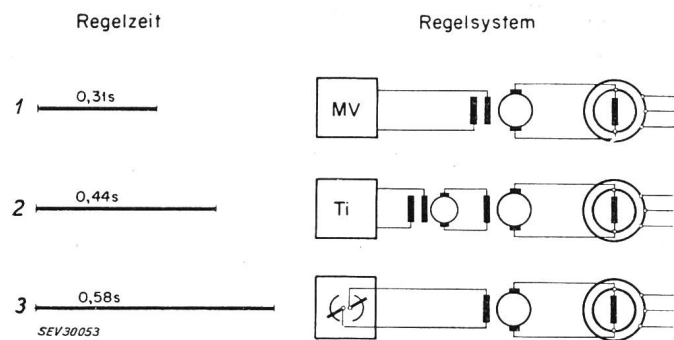 Regelzeit Regelsystem
1 0,31s MV
2 0,44s Ti
3 0,58s
SEV30053